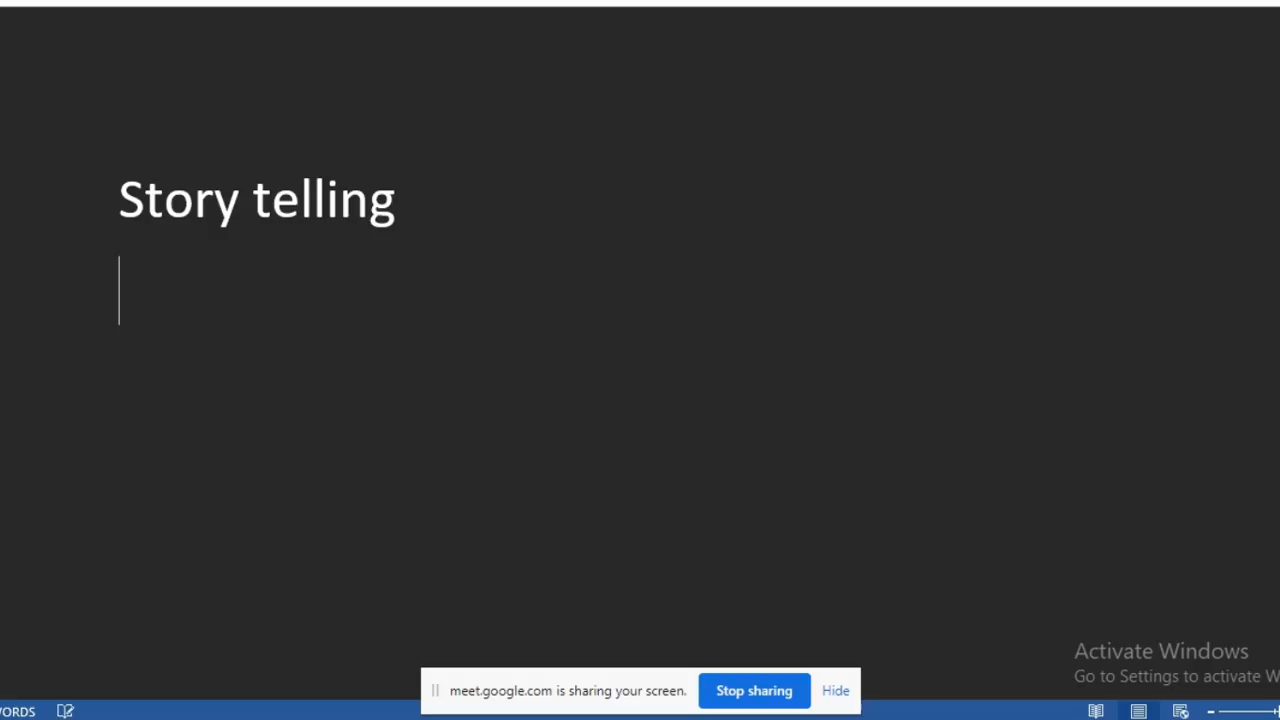 Story telling
Activate Windows
Go to Settings to activate W
meet.google.com is sharing your screen.
Stop sharing
Hide
WORDS